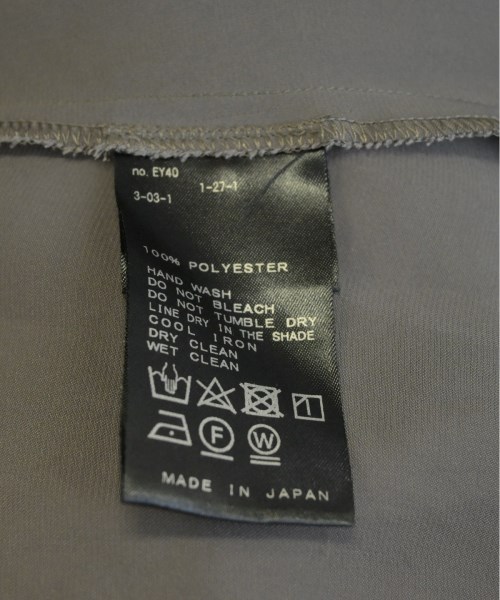 no. EY40
3-03-1 1-27-1
100% POLYESTER
HAND WASH
DO NOT BLEACH
DO NOT TUMBLE DRY
LINE DRY IN THE SHADE
COOL IRON
DRY CLEAN
WET CLEAN
F W
MADE IN JAPAN